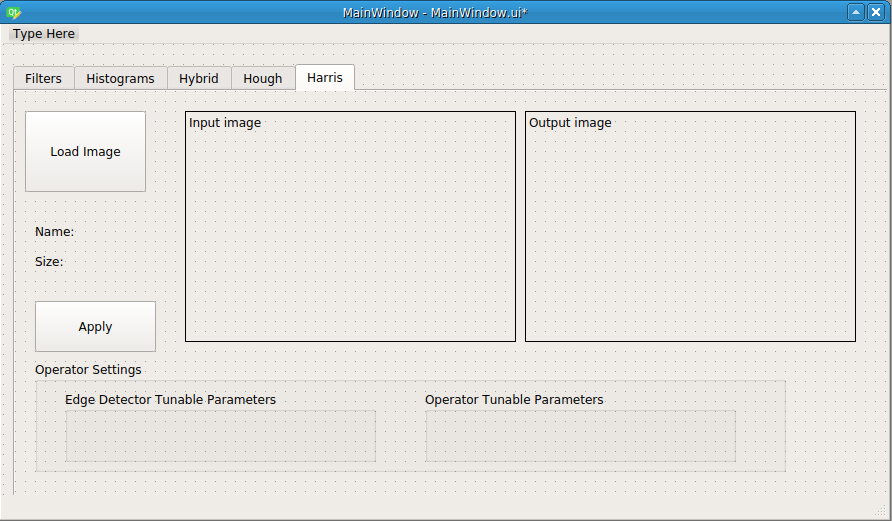 MainWindow - MainWindow.ui*
Type Here
Filters Histograms Hybrid Hough Harris
Load Image
Input image
Output image
Name:
Size:
Apply
Operator Settings
Edge Detector Tunable Parameters
Operator Tunable Parameters